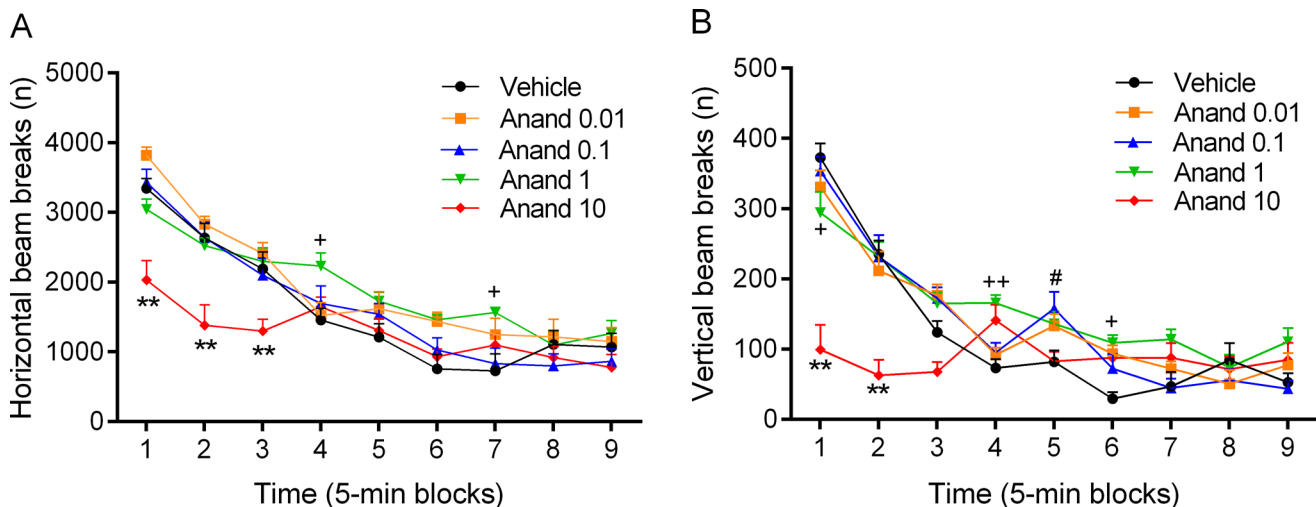 A
Horizontal beam breaks (n)
5000
4000
3000
2000
1000
0
Vehicle
Anand 0.01
Anand 0.1
Anand 1
Anand 10
+
+
**
**
**
1 2 3 4 5 6 7 8 9
Time (5-min blocks)
B
Vertical beam breaks (n)
500
400
300
200
100
0
Vehicle
Anand 0.01
Anand 0.1
Anand 1
Anand 10
+
++
#
+
**
**
1 2 3 4 5 6 7 8 9
Time (5-min blocks)